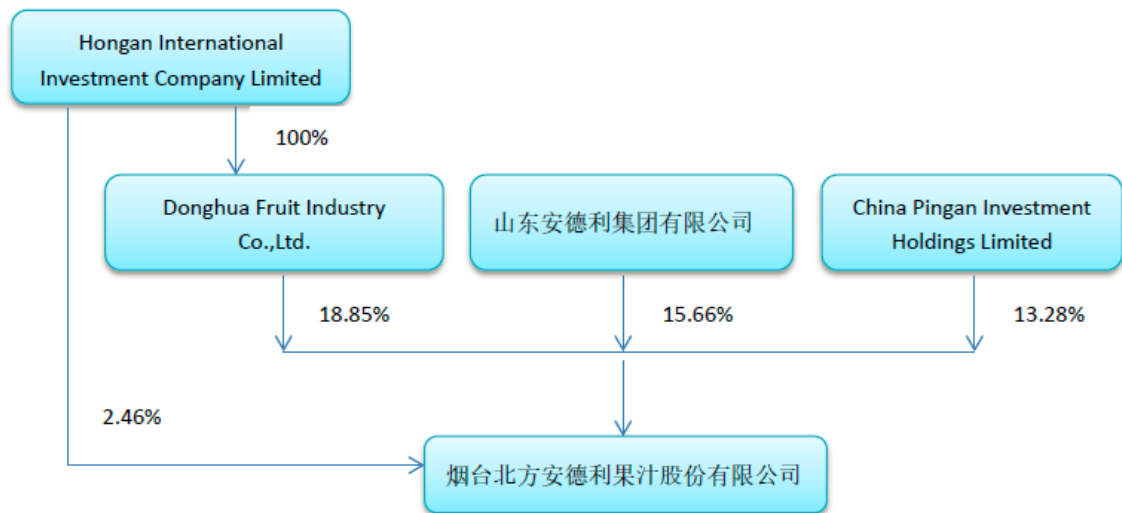 Hongan International
Investment Company Limited
100%
Donghua Fruit Industry
Co.,Ltd.
山东安德利集团有限公司
China Pingan Investment
Holdings Limited
18.85%
15.66%
13.28%
2.46%
烟台北方安德利果汁股份有限公司